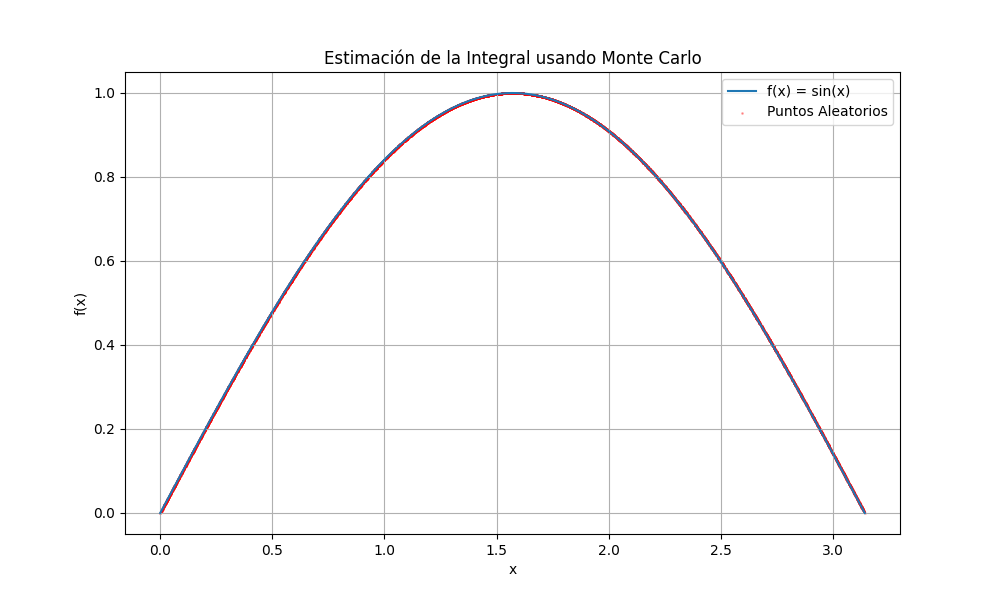 Estimación de la Integral usando Monte Carlo
f(x) = sin(x)
Puntos Aleatorios
f(x)
1.0
0.8
0.6
0.4
0.2
0.0
0.0 0.5 1.0 1.5 2.0 2.5 3.0
x